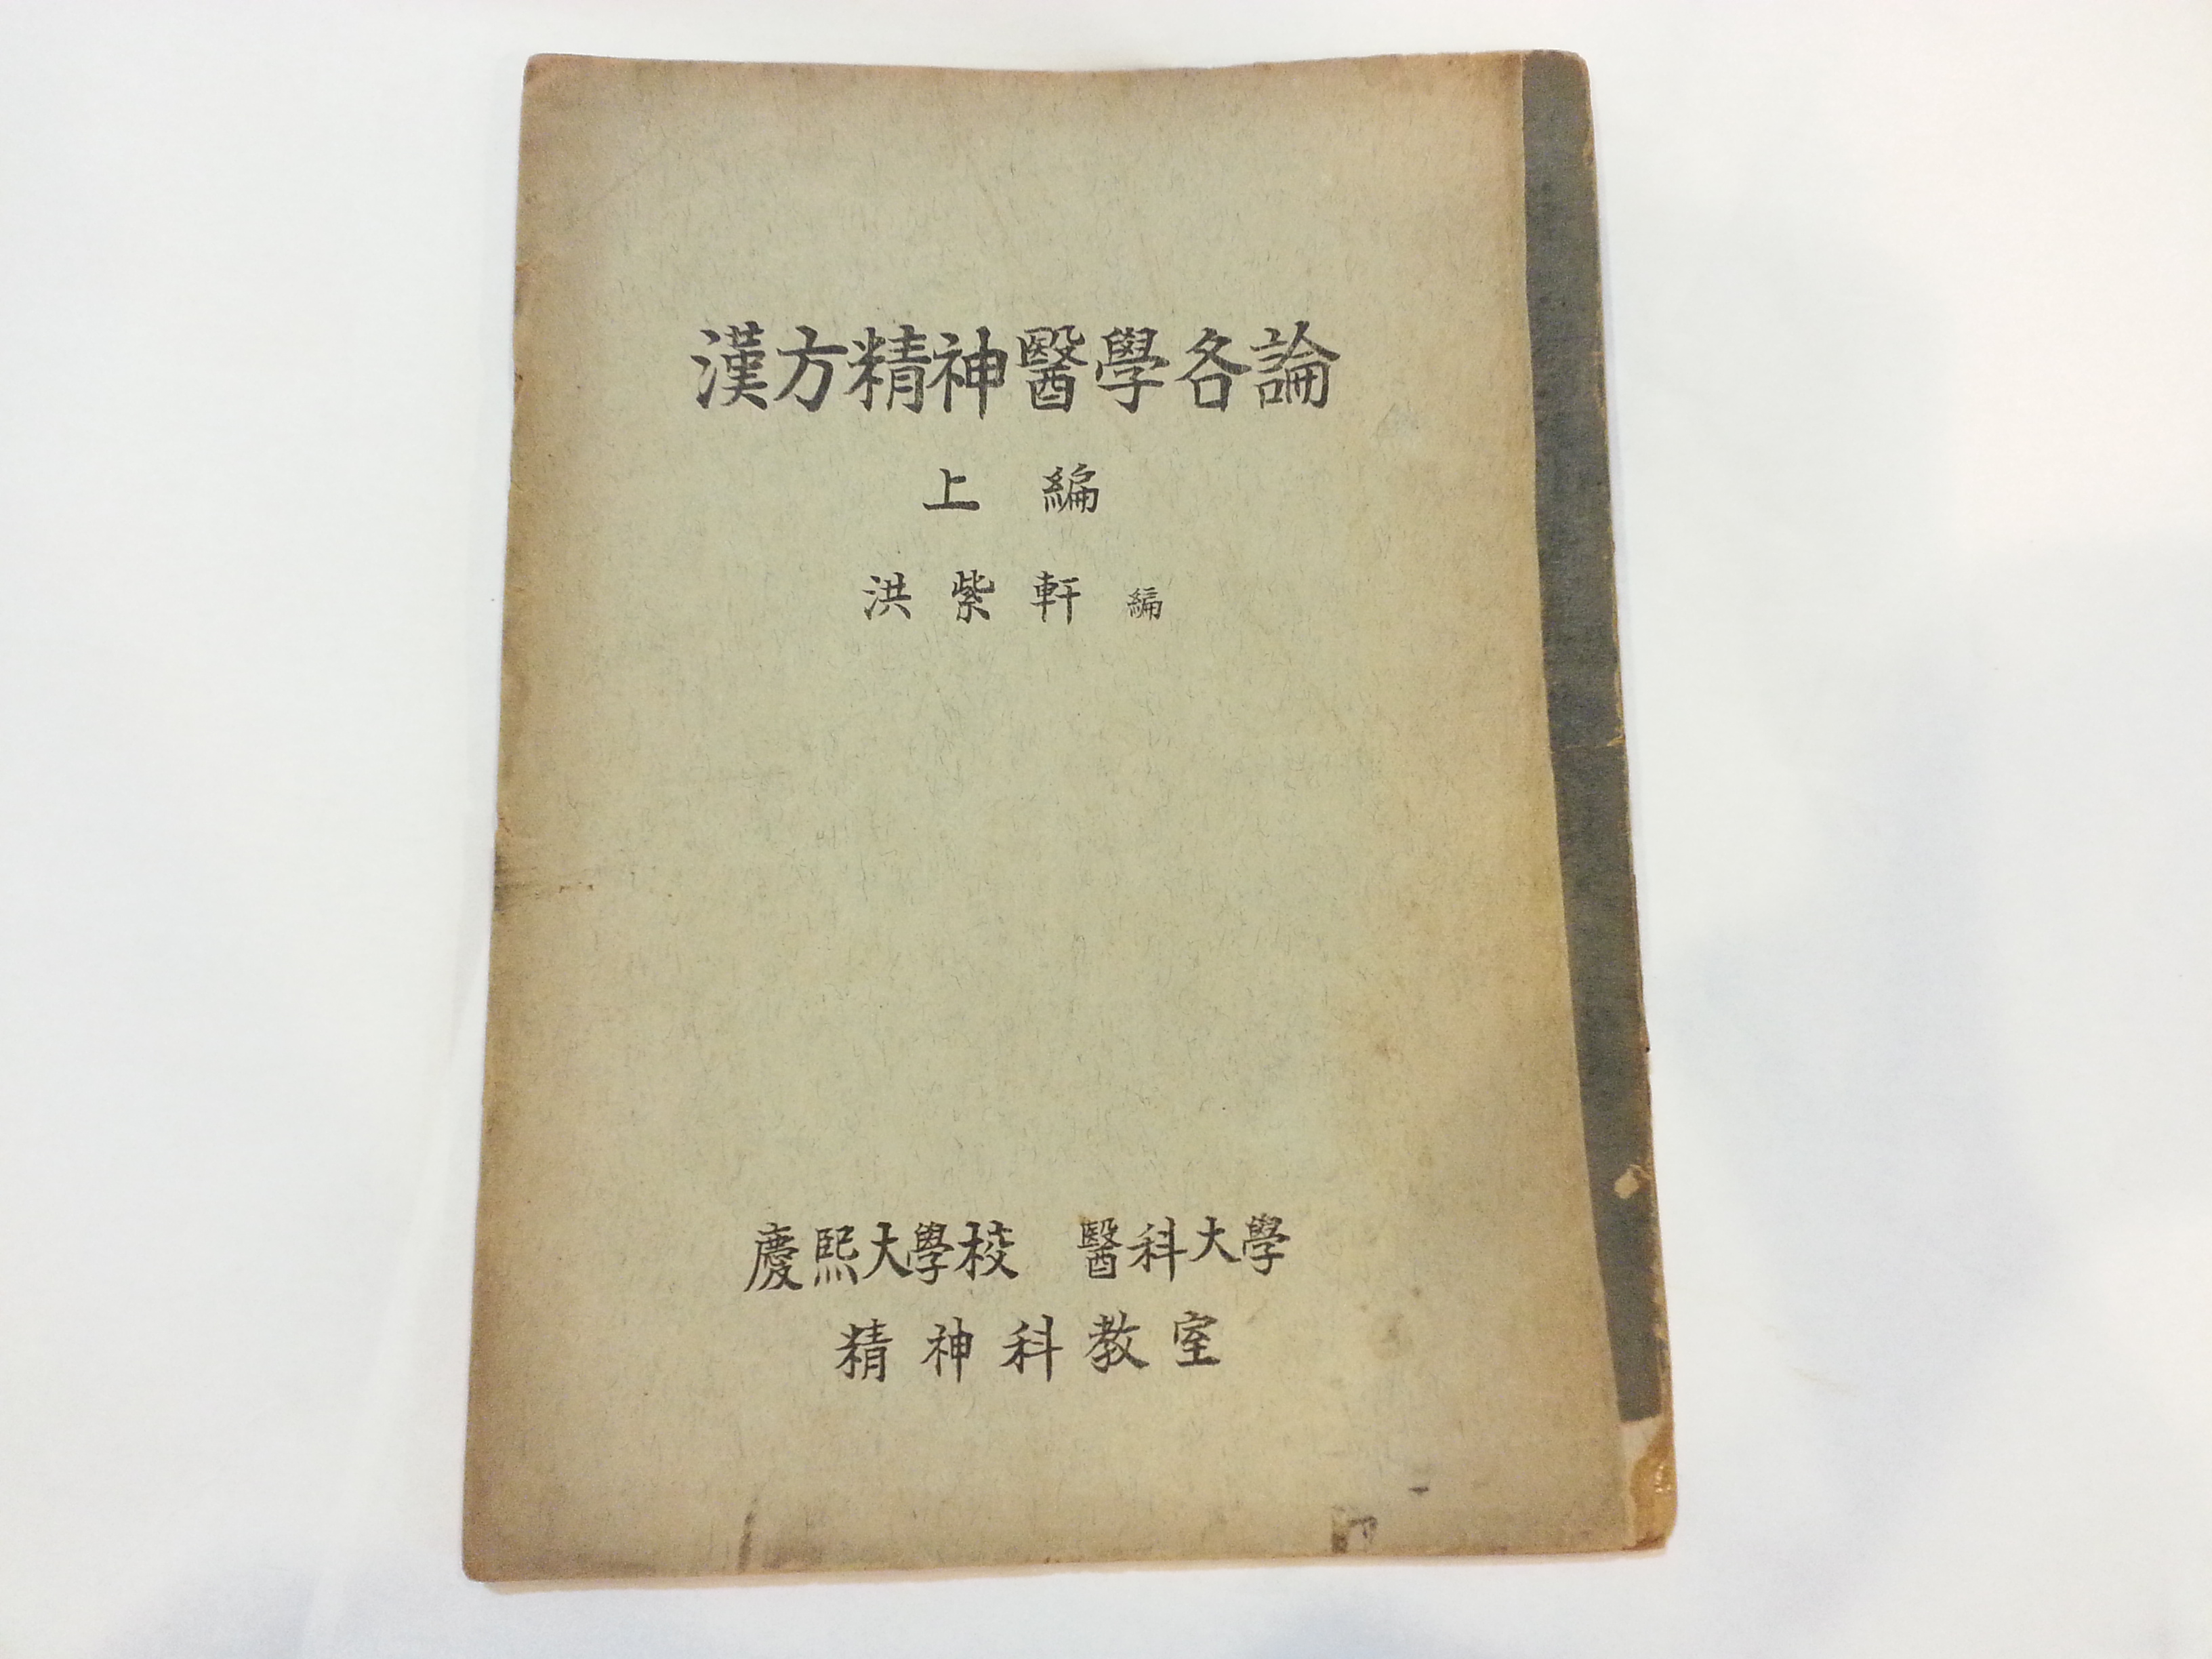 漢方精神醫學各論
上 編
洪紫軒 編
慶熙大學校 醫科大學
精神科教室